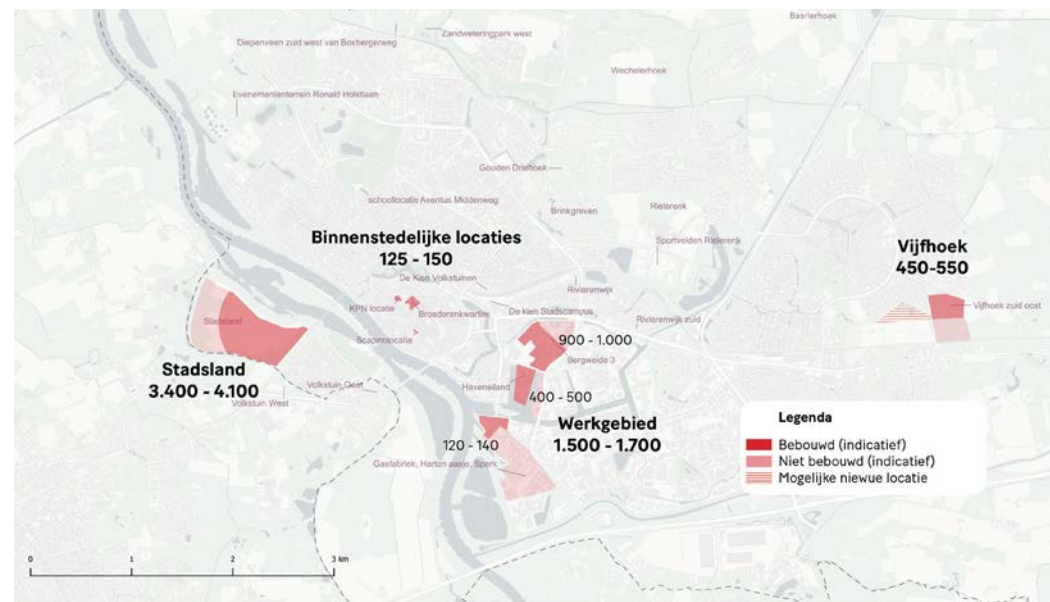 Baarlerhoek
Zandweteringpark west
Diepenveen zuid west van Boxbergerweg
Wechelerhoek
Evenemententerrein Ronald Holstlaan
Gouden Driehoek
schoollocatie Aventus Middenweg
Brinkgreven
Rielerenk
Binnenstedelijke locaties
125 - 150
Sportvelden Rielerenk
Vijfhoek
450-550
De Kien Volkstuinen
Rivierenwijk
KPN locatie
Broederenkwartier
De kien Stadscampus
Vijfhoek zuid oost
Stadsland
Rivierenwijk zuid
Scapinolocatie
900 - 1.000
Bergweide 3
Stadsland
3.400 - 4.100
Volkstuin Oost
Haveneiland
400 - 500
Volkstuin West
Werkgebied
1.500 - 1.700
120 - 140
Gasfabriek, Harten aasje, Spork
Legenda
Bebouwd (indicatief)
Niet bebouwd (indicatief)
Mogelijke niewue locatie
0 1 2 3 km